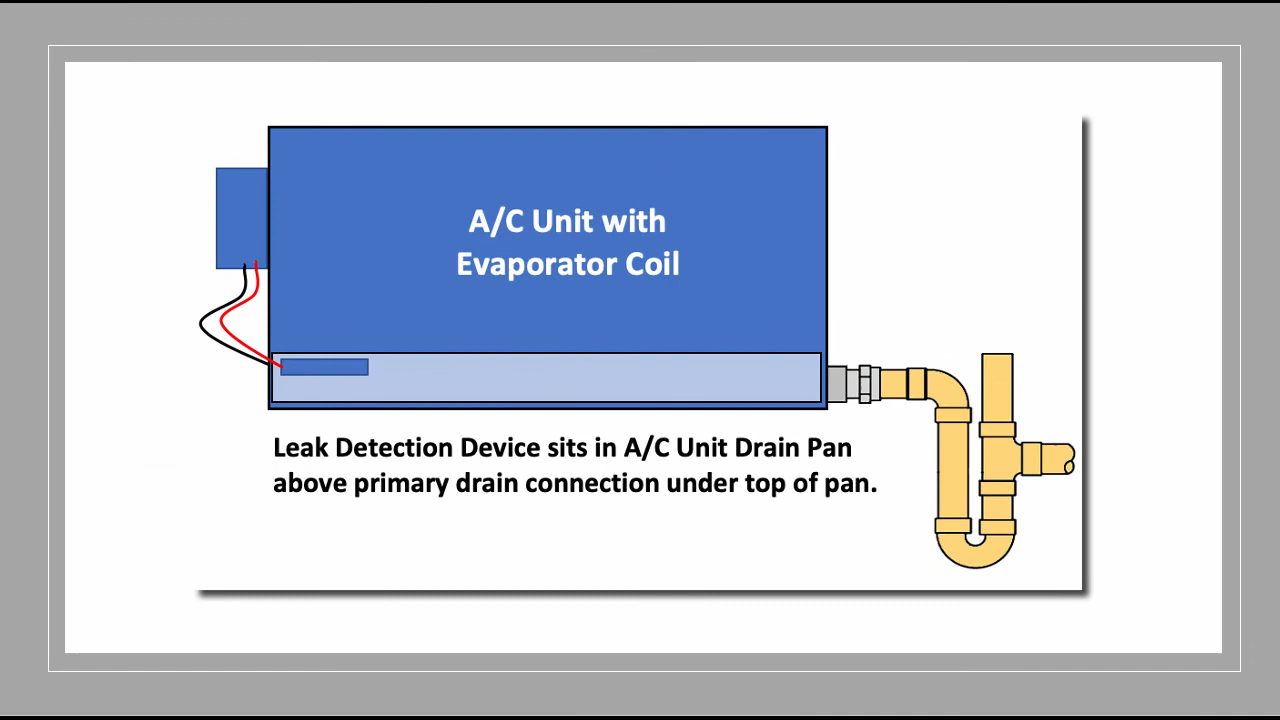 A/C Unit with
Evaporator Coil
Leak Detection Device sits in A/C Unit Drain Pan
above primary drain connection under top of pan.